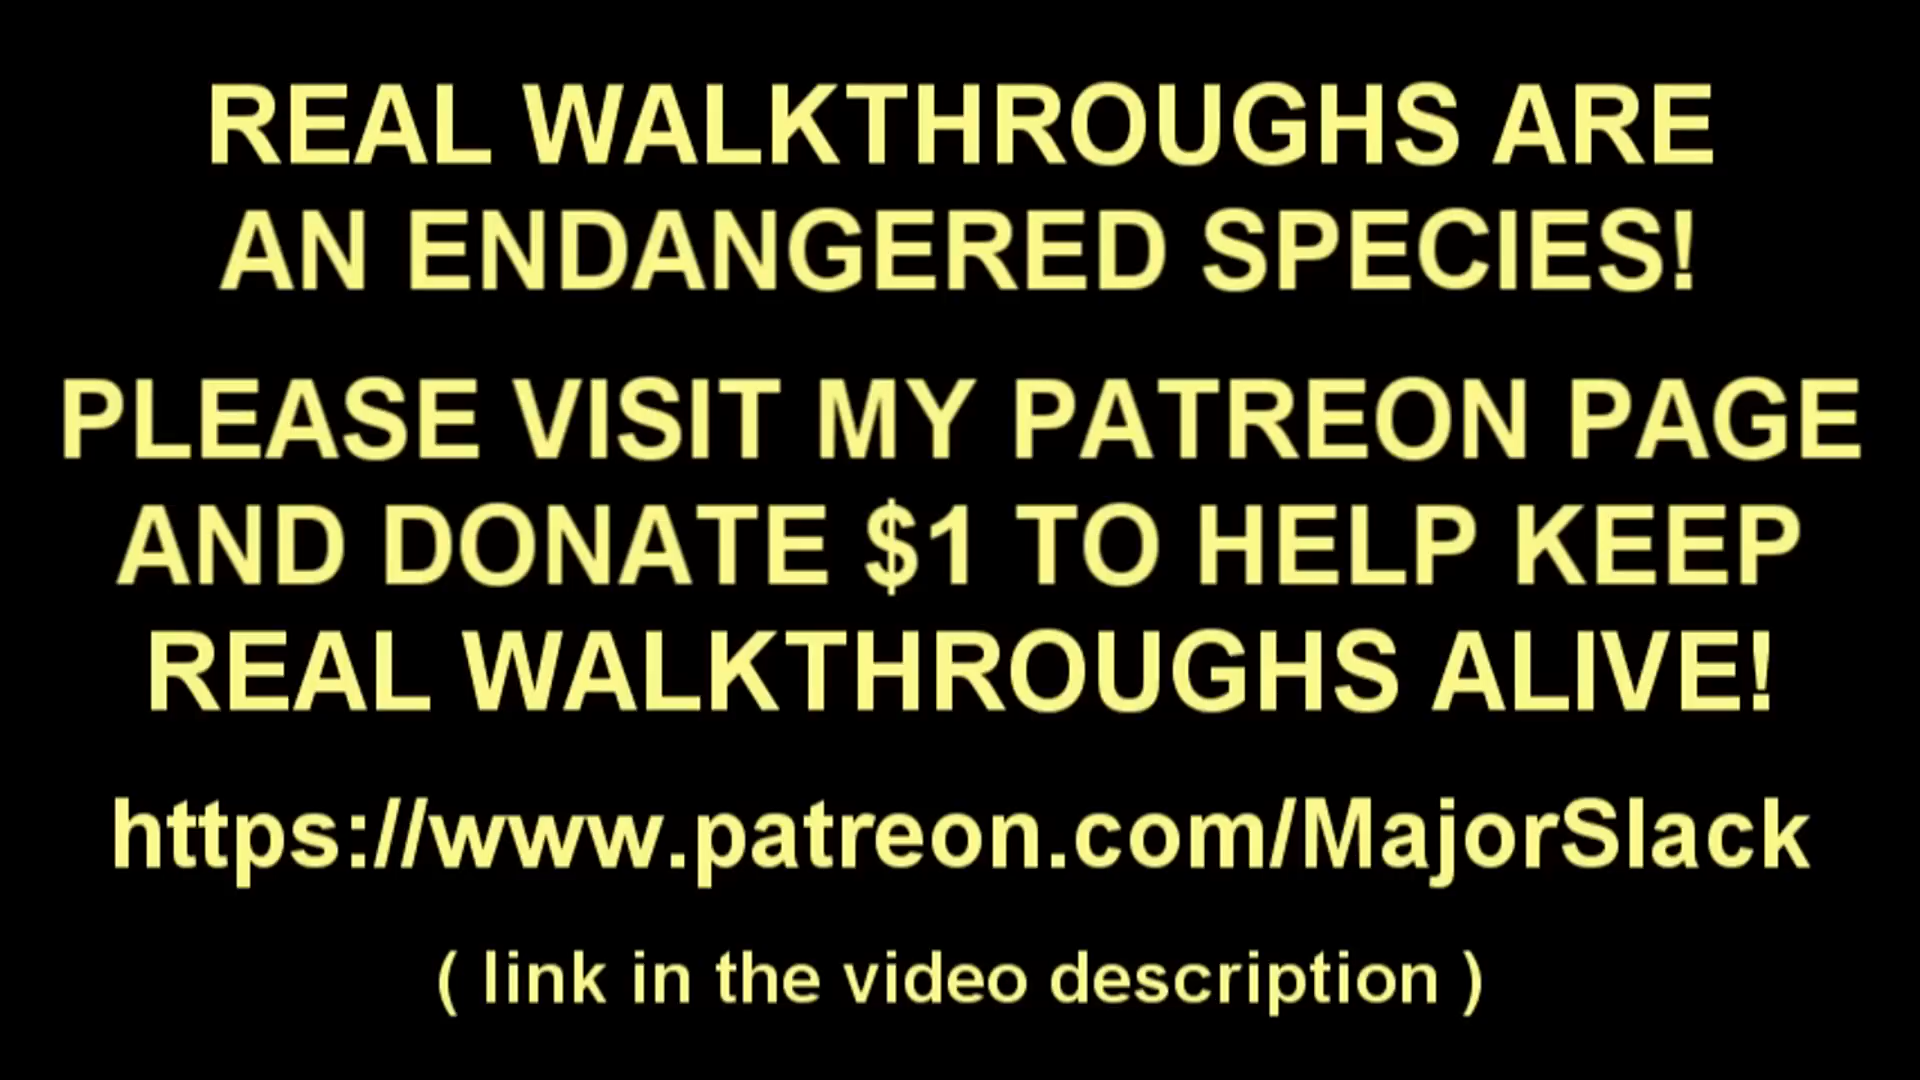 REAL WALKTHROUGHS ARE
AN ENDANGERED SPECIES!
PLEASE VISIT MY PATREON PAGE
AND DONATE $1 TO HELP KEEP
REAL WALKTHROUGHS ALIVE!
https://www.patreon.com/MajorSlack
( link in the video description )